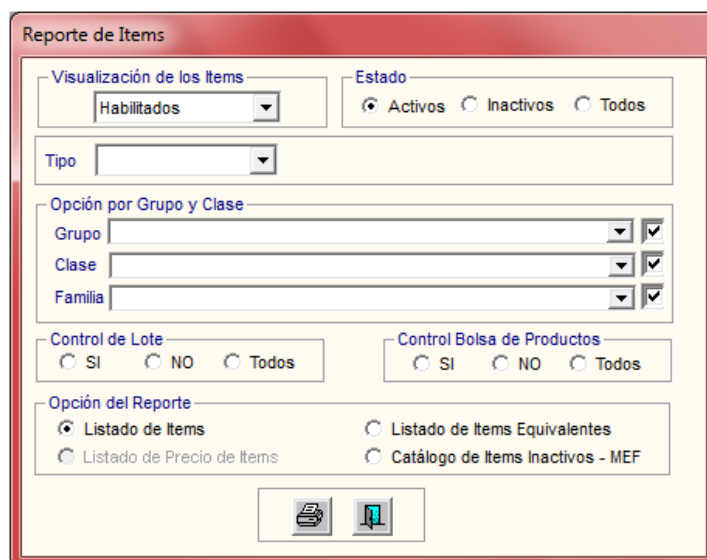 Reporte de Items
Visualización de los Items
Estado
Habilitados
Activos
Inactivos
Todos
Tipo
Opción por Grupo y Clase
Grupo
Clase
Familia
Control de Lote
Control Bolsa de Productos
SI
NO
Todos
SI
NO
Todos
Opción del Reporte
Listado de Items
Listado de Items Equivalentes
Listado de Precio de Items
Catálogo de Items Inactivos - MEF